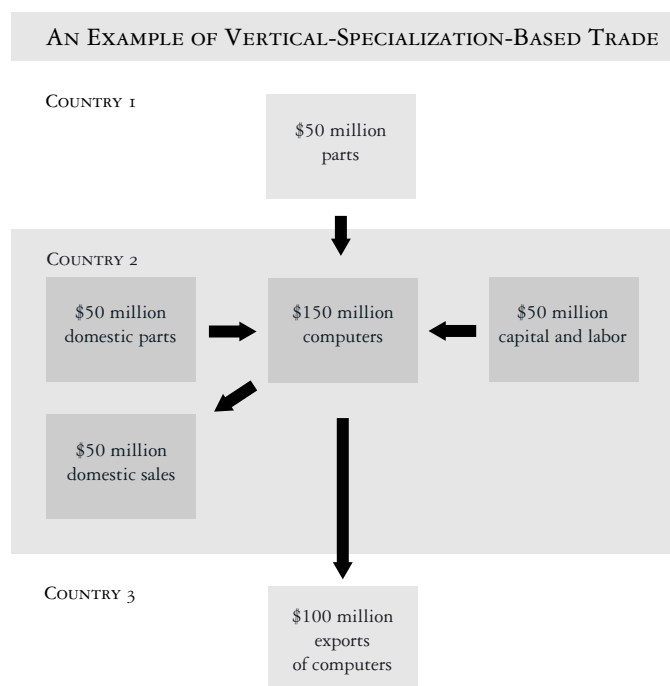 An Example of Vertical-Specialization-Based Trade
Country 1
$50 million
parts
Country 2
$50 million
domestic parts
$150 million
computers
$50 million
capital and labor
$50 million
domestic sales
Country 3
$100 million
exports
of computers